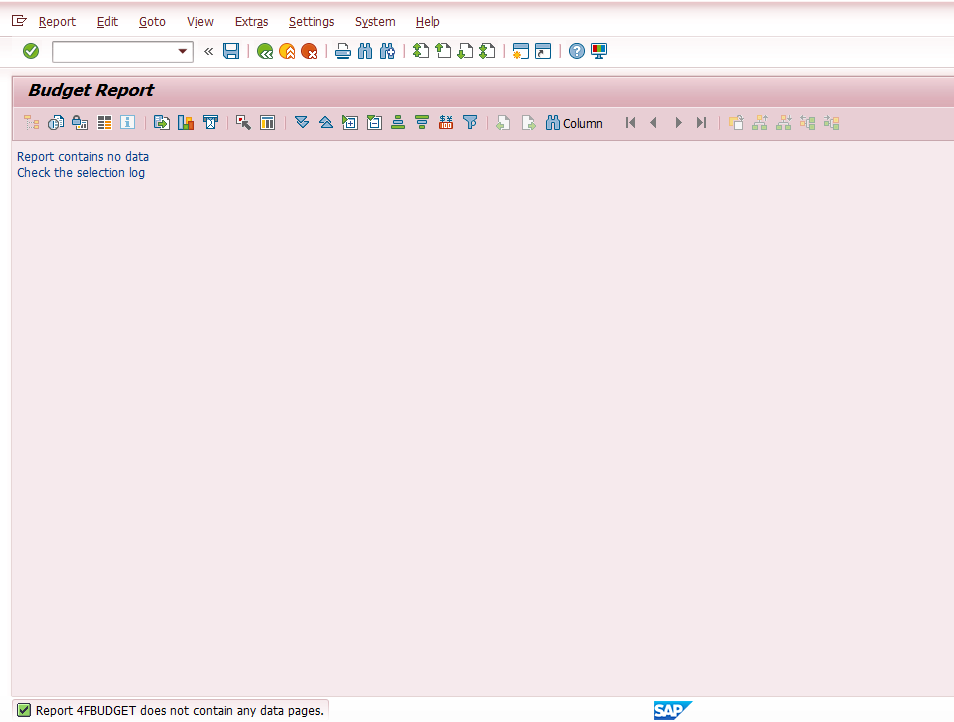 Report Edit Goto View Extras Settings System Help
Budget Report
Column
Report contains no data
Check the selection log
Report 4FBUDGET does not contain any data pages.
SAP